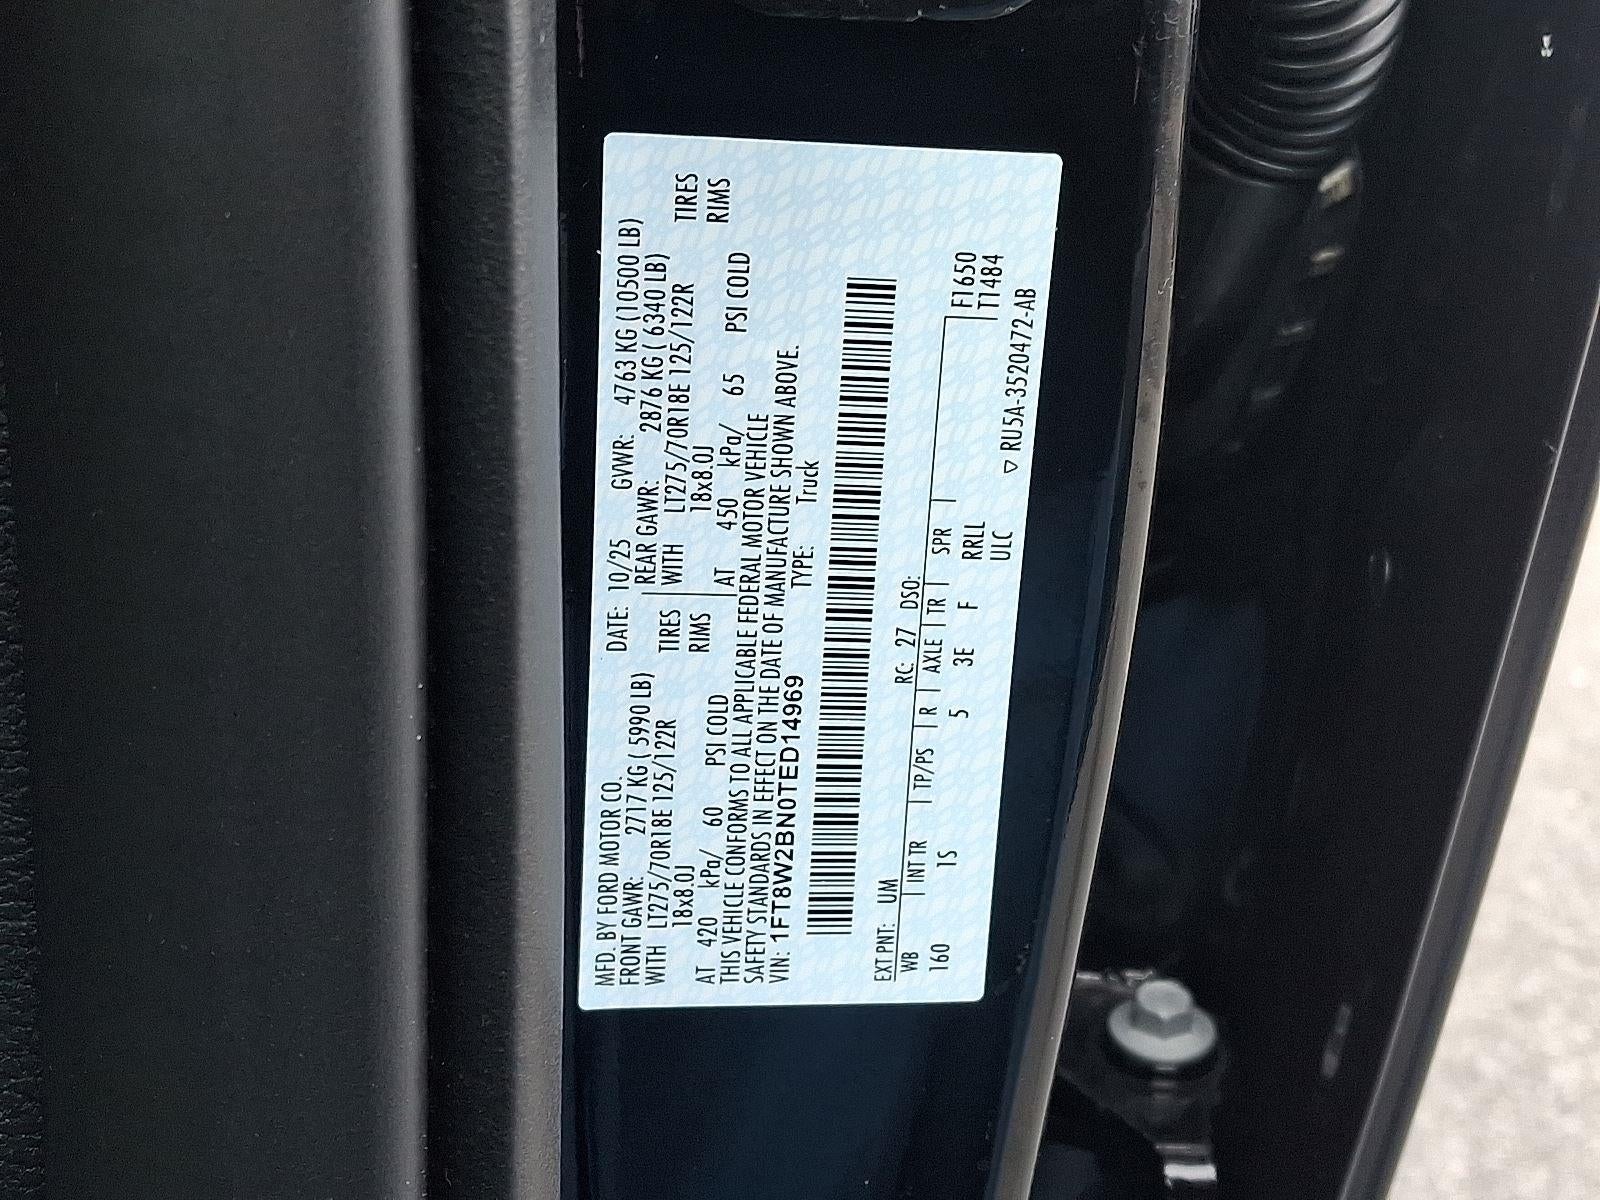 MFD. BY FORD MOTOR CO. DATE: 10/25 GVWR: 4763 KG (10500 LB)
FRONT GAWR: 2717 KG ( 5990 LB) REAR GAWR: 2876 KG ( 6340 LB)
WITH LT275/70R18E 125/122R TIRES WITH LT275/70R18E 125/122R TIRES
18x8.0J RIMS 18x8.0J RIMS
AT 420 kPa/ 60 PSI COLD AT 450 kPa/ 65 PSI COLD
THIS VEHICLE CONFORMS TO ALL APPLICABLE FEDERAL MOTOR VEHICLE
SAFETY STANDARDS IN EFFECT ON THE DATE OF MANUFACTURE SHOWN ABOVE.
VIN: 1FT8W2BN0TED14969 TYPE: Truck
EXT PNT: UM RC: 27 DSO:
WB INT TR TP/PS R AXLE TR SPR F1650
160 1S 5 3E F RRLL T1484
ULC
▽ RU5A-3520472-AB